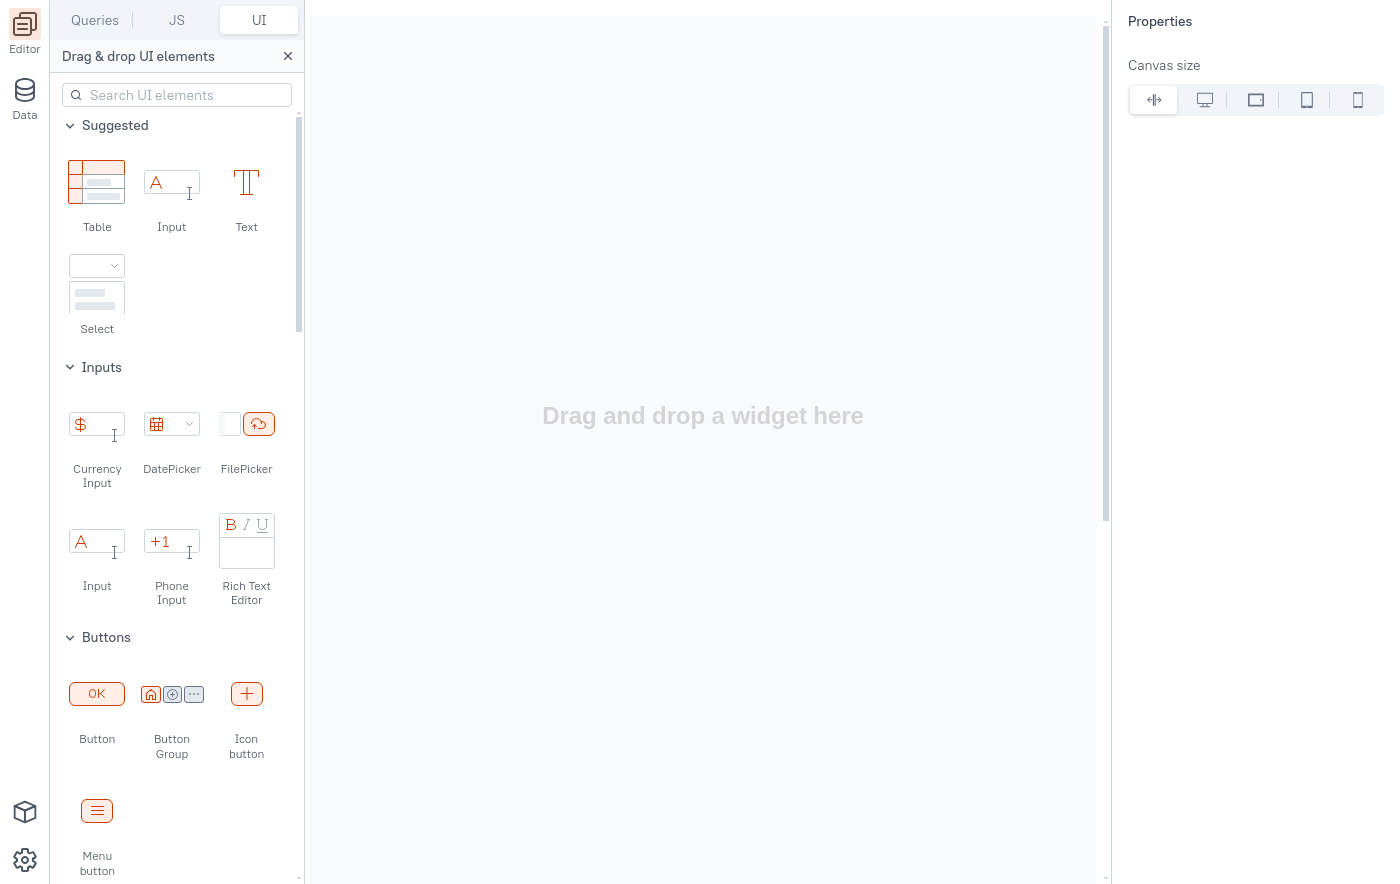 Editor
Data
Queries
JS
UI
Drag & drop UI elements
Search UI elements
Suggested
A
T
Table
Input
Text
Select
Inputs
$
Currency
Input
DatePicker
FilePicker
A
+1
B I U
Input
Phone
Input
Rich Text
Editor
Buttons
OK
Button
Button
Group
Icon
button
Menu
button
Drag and drop a widget here
Properties
Canvas size